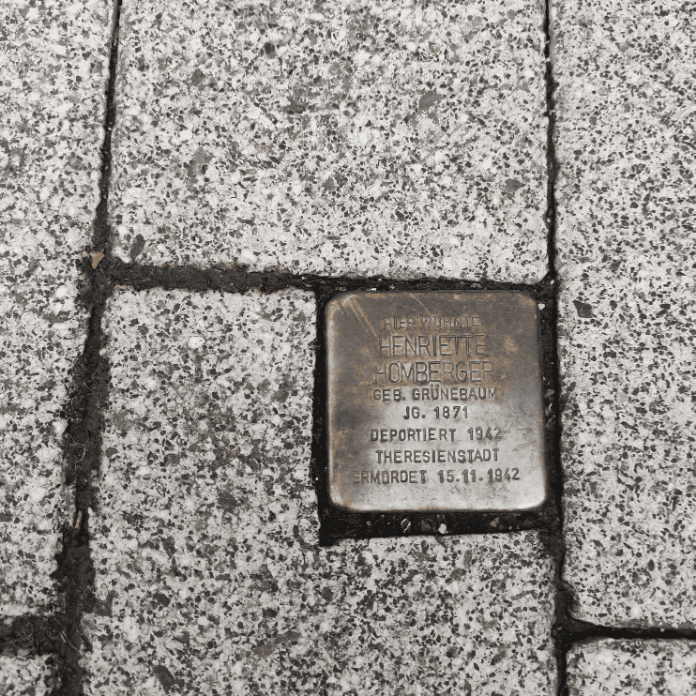 HIER WOHNTE
HENRIETTE
HOMBERGER
GEB. GRÜNEBAUM
JG. 1871
DEPORTIERT 1942
THERESIENSTADT
ERMORDET 15.11.1942